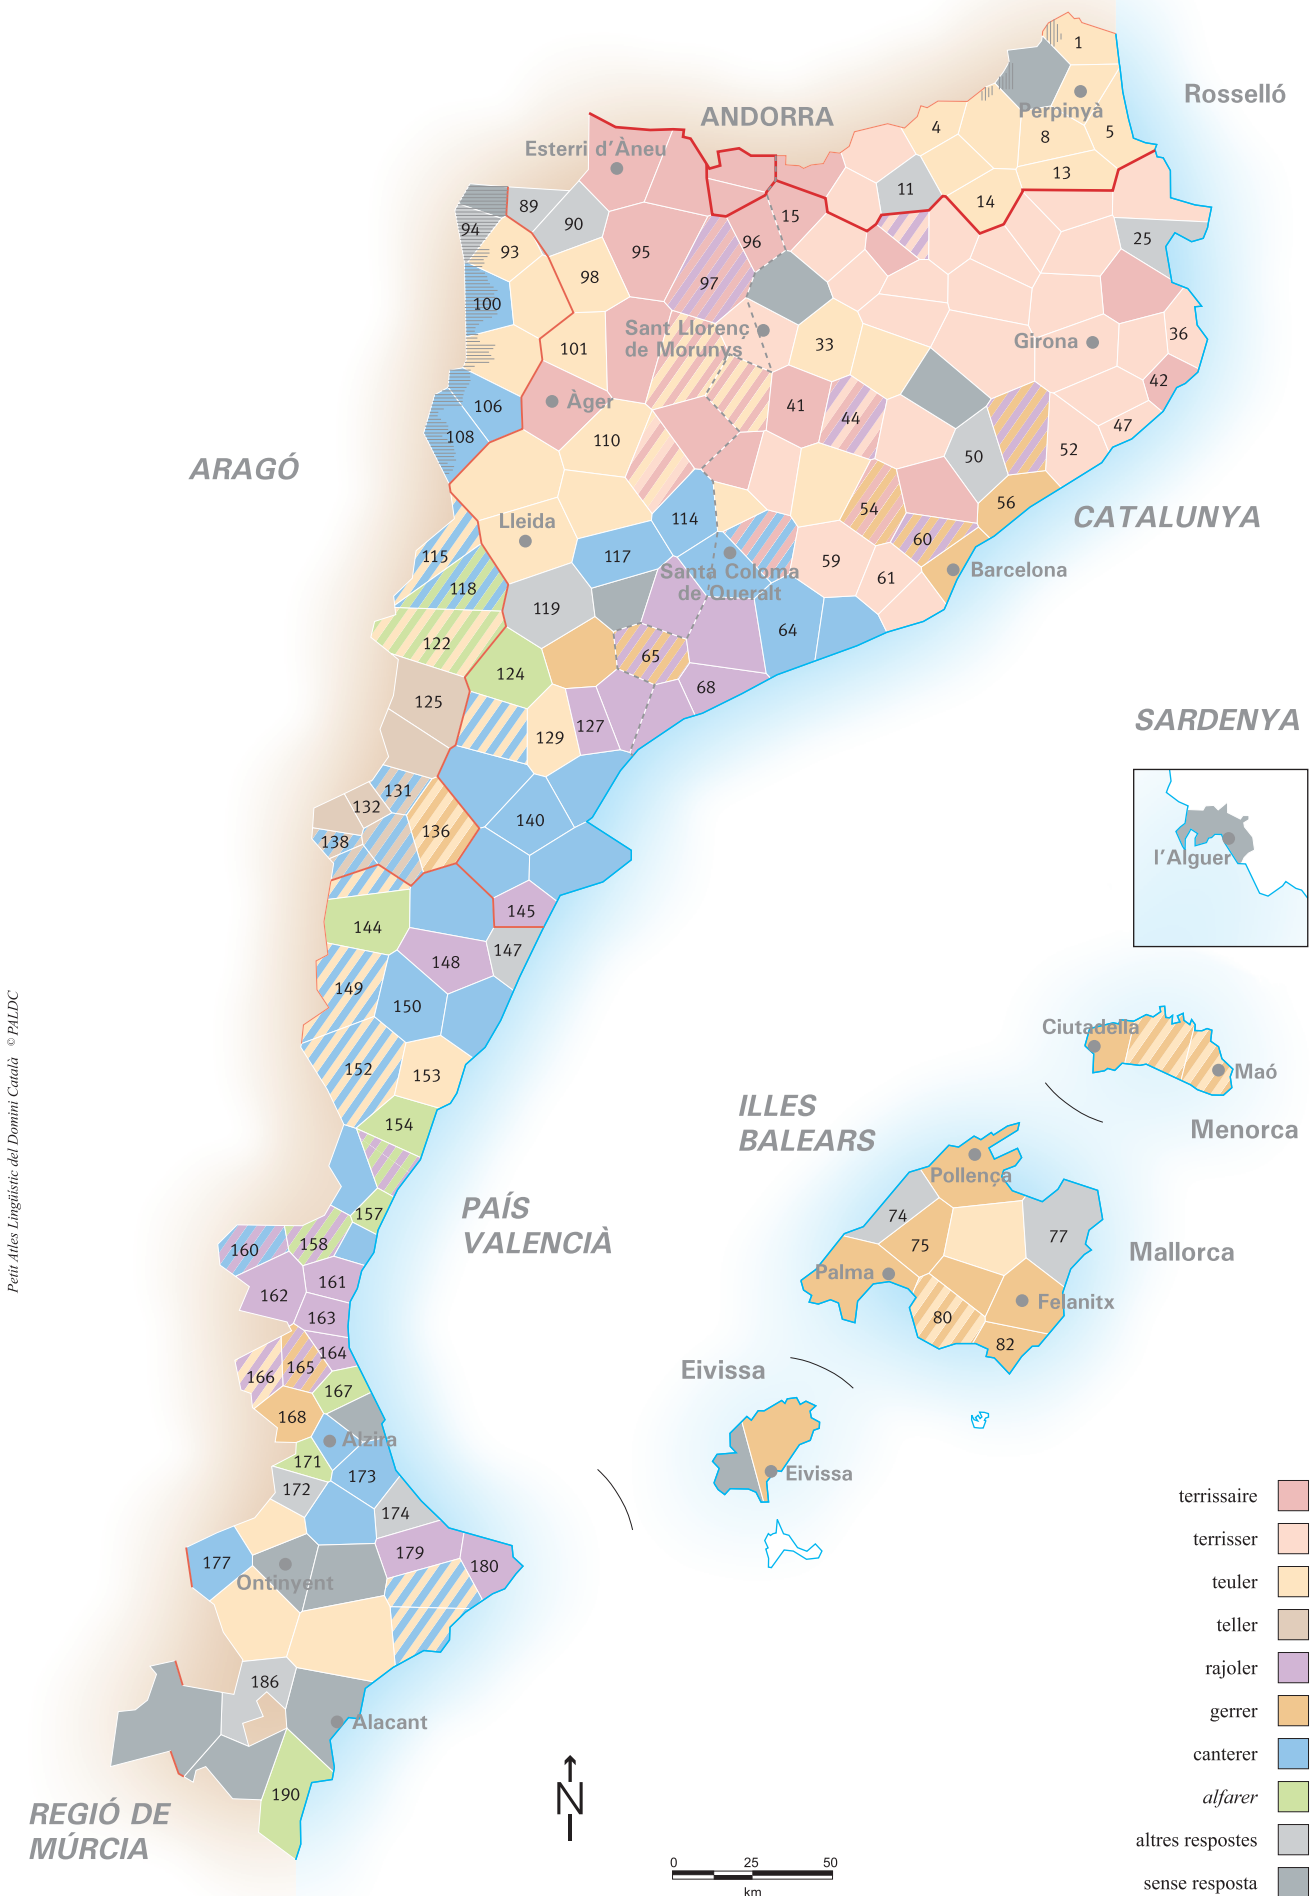 1
Rosselló
Perpinyà
ANDORRA
4
8
5
Esterri d'Àneu
13
11
14
89
90
15
94
93
95
96
25
98
97
100
Sant Llorenç
de Morunys
33
36
Girona
101
42
106
Àger
41
44
47
108
110
52
50
ARAGÓ
54
56
CATALUNYA
114
Lleida
60
115
117
59
Barcelona
Santa Coloma
de Queralt
61
118
119
64
122
65
124
68
125
127
129
SARDENYA
131
132
140
136
138
l'Alguer
145
144
147
148
149
150
152
153
154
Ciutadella
Maó
Menorca
ILLES
BALEARS
Pollença
PAÍS
VALENCIÀ
157
158
160
74
75
77
Mallorca
Palma
161
162
163
Felanitx
80
82
164
165
166
167
168
Eivissa
Alzira
171
172
173
174
Eivissa
177
179
180
Ontinyent
186
Alacant
190
REGIÓ DE
MÚRCIA
Petit Atles Lingüístic del Domini Català © PALDC
N
0 25 50
km
terrissaire
terrisser
teuler
teller
rajoler
gerrer
canterer
alfarer
altres respostes
sense resposta